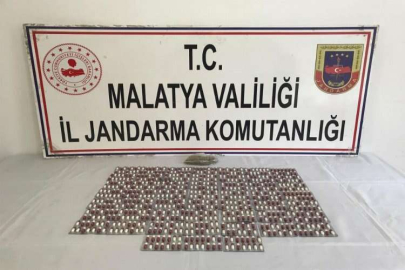 T.C.
MALATYA VALİLİĞİ
İL JANDARMA KOMUTANLIĞI